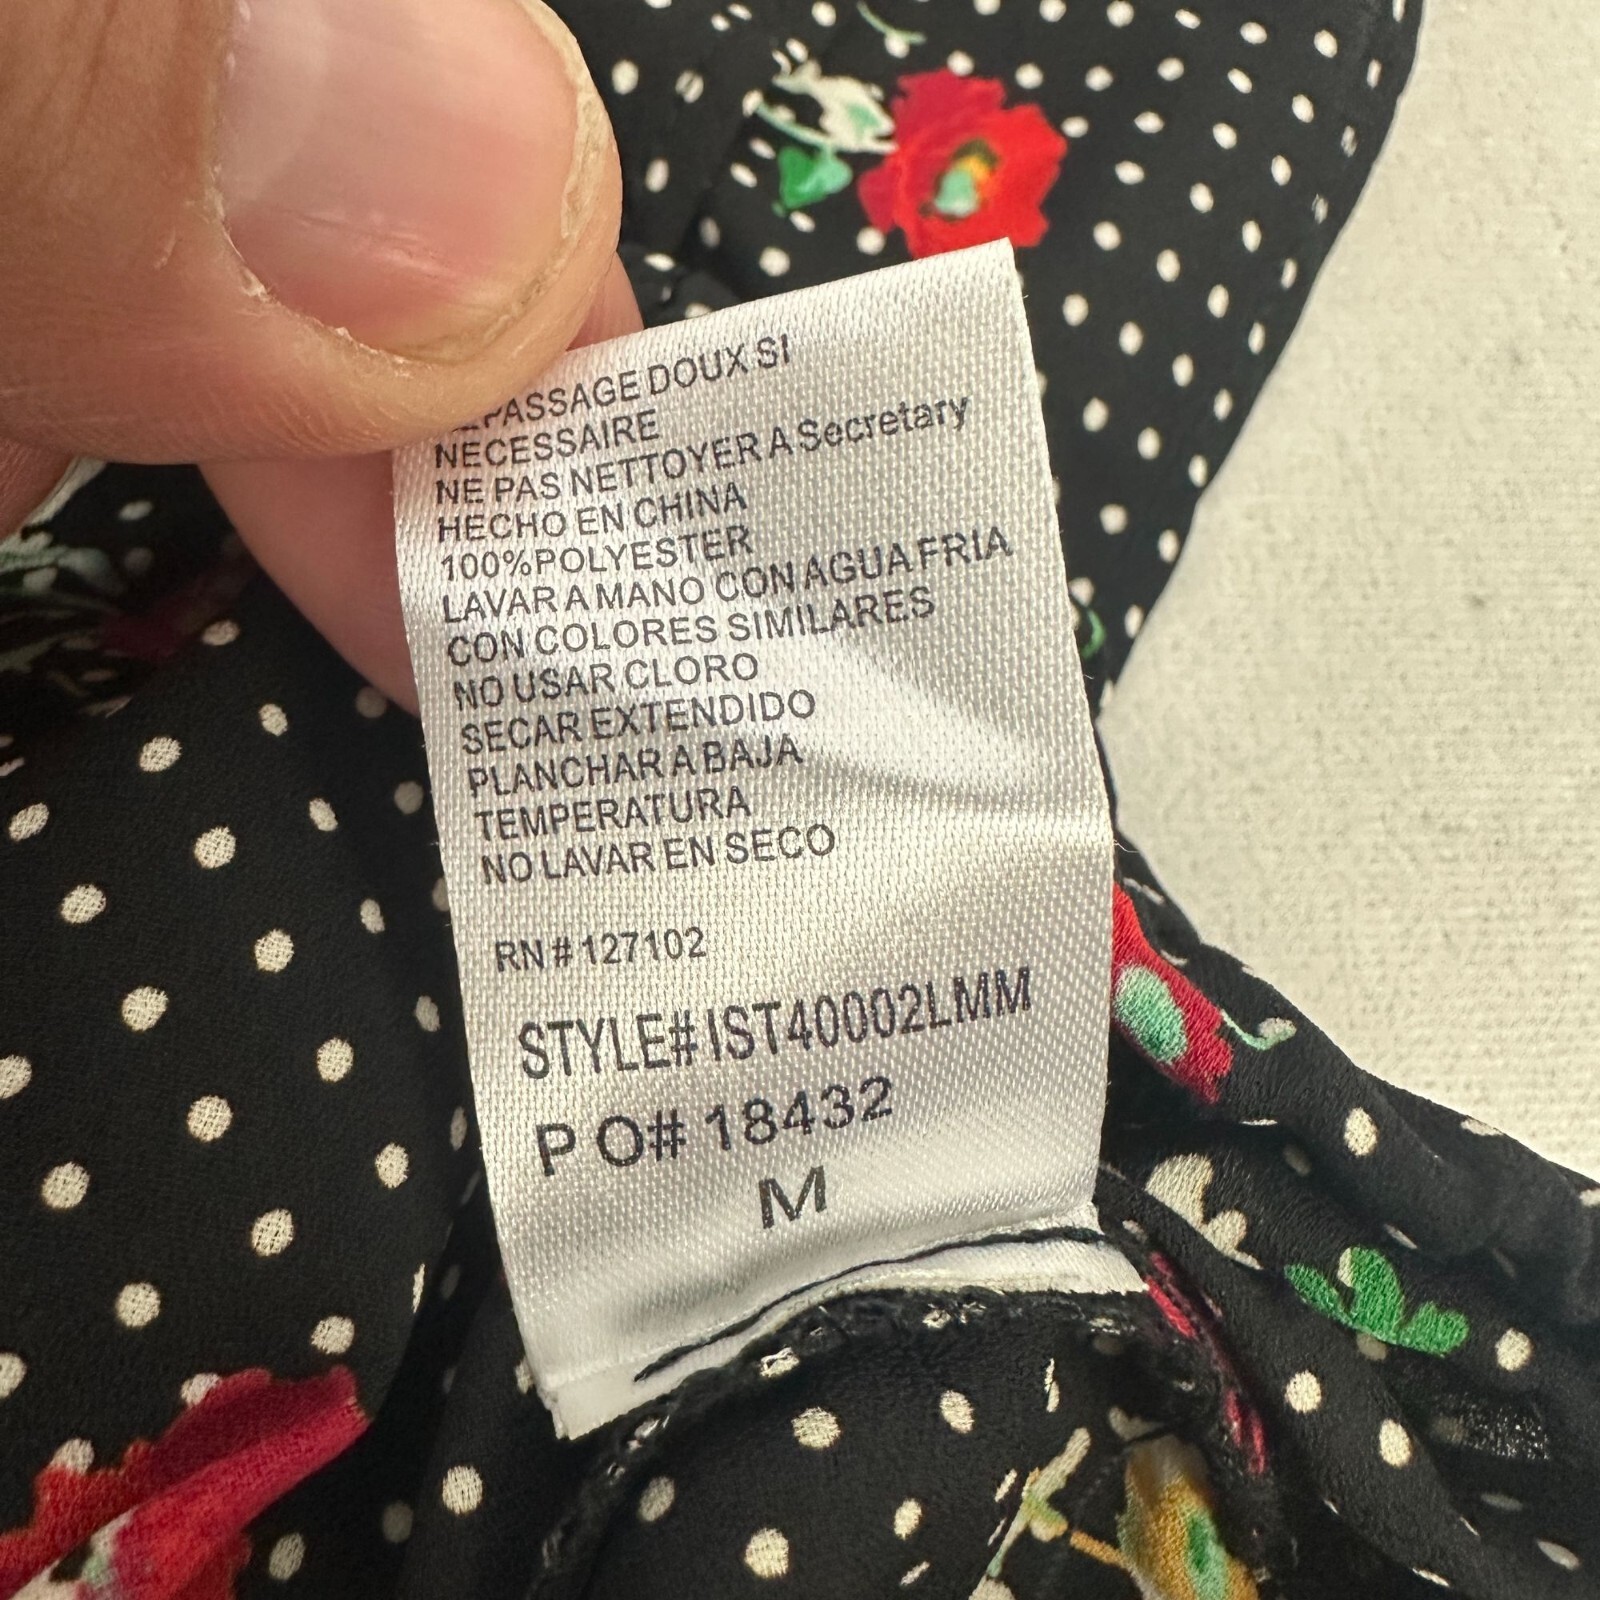 REPASSAGE DOUX SI
NECESSAIRE
NE PAS NETTOYER A Secretary
HECHO EN CHINA
100%POLYESTER
LAVAR A MANO CON AGUA FRIA
CON COLORES SIMILARES
NO USAR CLORO
SECAR EXTENDIDO
PLANCHAR A BAJA
TEMPERATURA
NO LAVAR EN SECO
RN # 127102
STYLE# IST40002LMM
P O# 18432
M